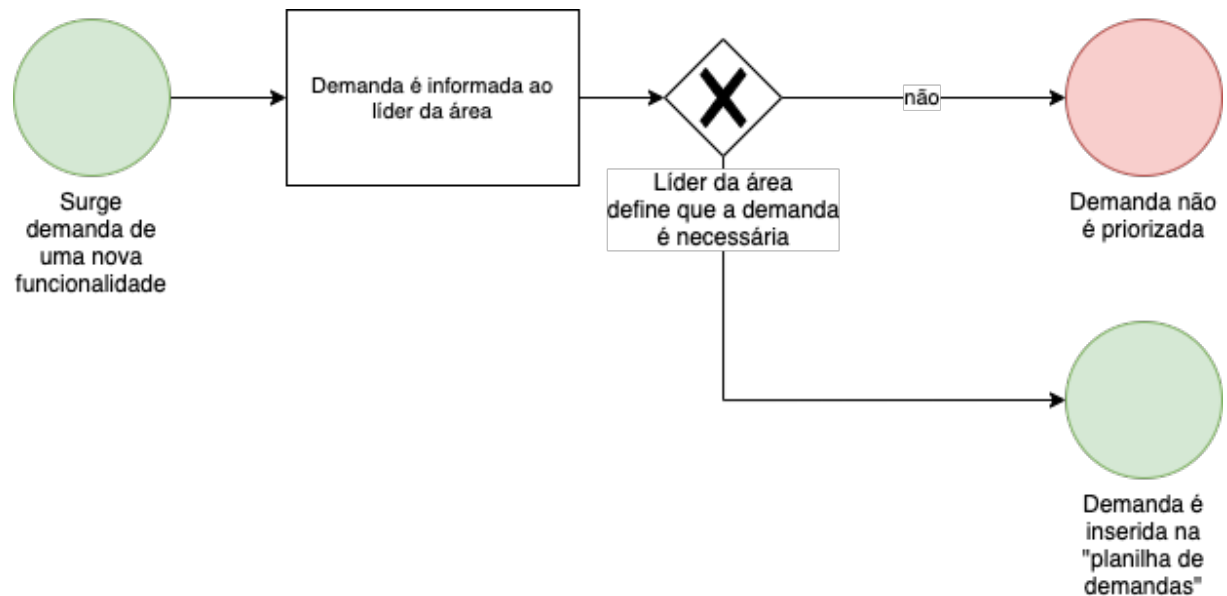 Surge
demanda de
uma nova
funcionalidade
Demanda é informada ao
líder da área
Líder da área
define que a demanda
é necessária
não
Demanda não
é priorizada
Demanda é
inserida na
"planilha de
demandas"